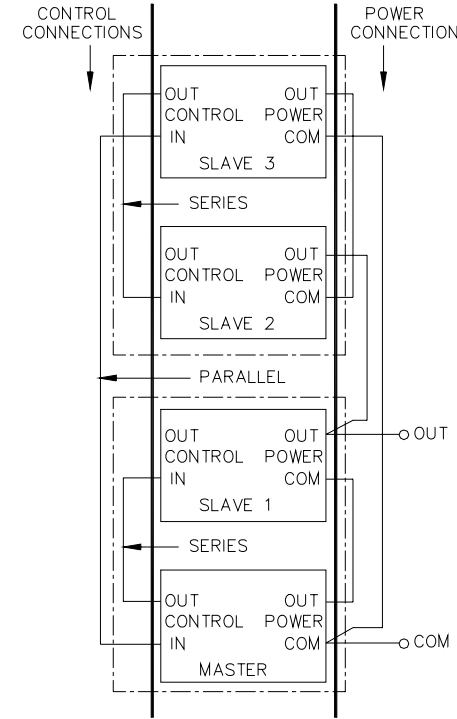 CONTROL
CONNECTIONS
POWER
CONNECTION
OUT OUT
CONTROL POWER
IN COM
SLAVE 3
SERIES
OUT OUT
CONTROL POWER
IN COM
SLAVE 2
PARALLEL
OUT OUT
CONTROL POWER
IN COM
SLAVE 1
OUT
SERIES
OUT OUT
CONTROL POWER
IN COM
MASTER
COM